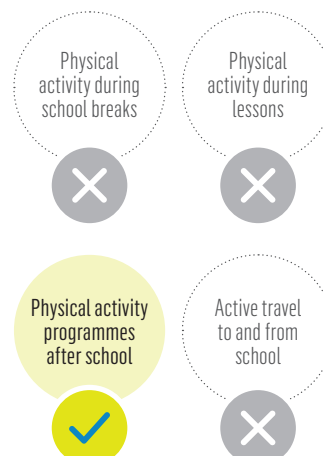 Physical
activity during
school breaks
Physical
activity during
lessons
Physical activity
programmes
after school
Active travel
to and from
school